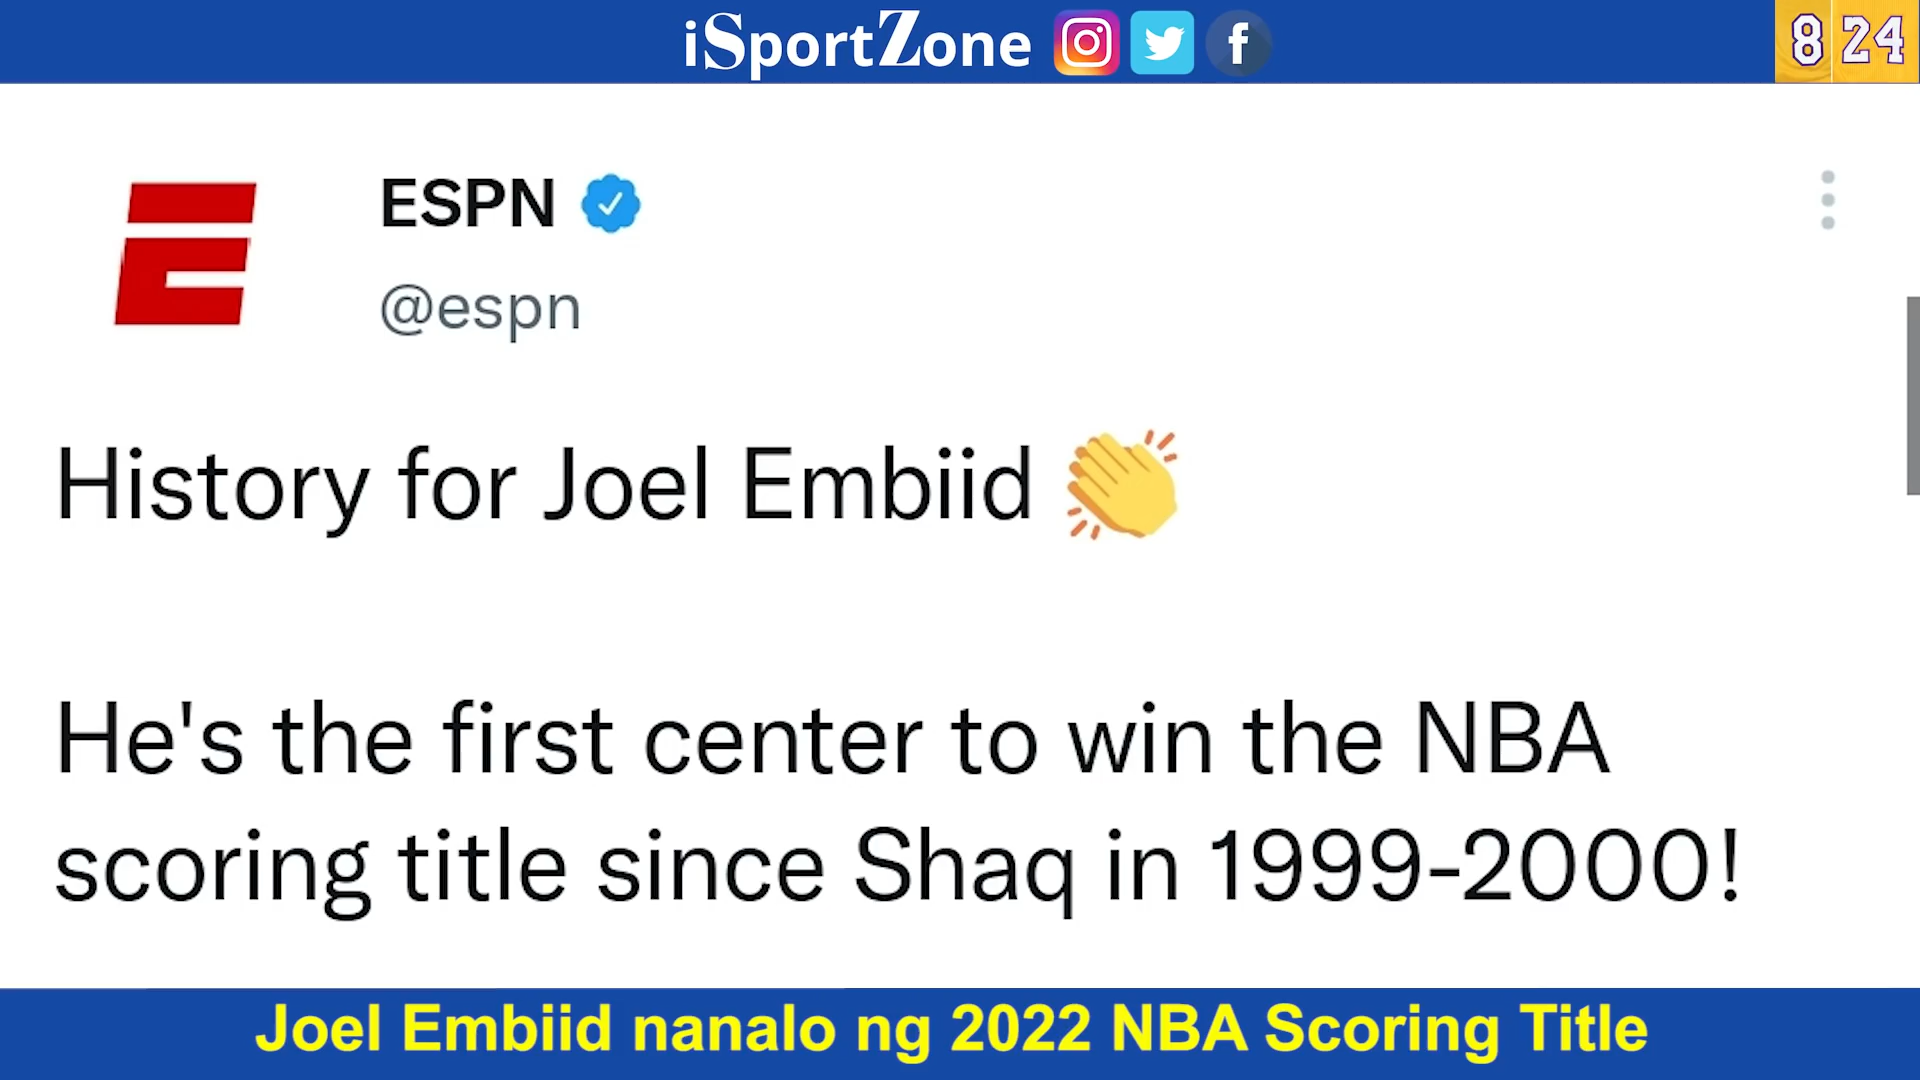 iSportZone
8 24
ESPN
@espn
History for Joel Embiid 👏
He's the first center to win the NBA
scoring title since Shaq in 1999-2000!
Joel Embiid nanalo ng 2022 NBA Scoring Title